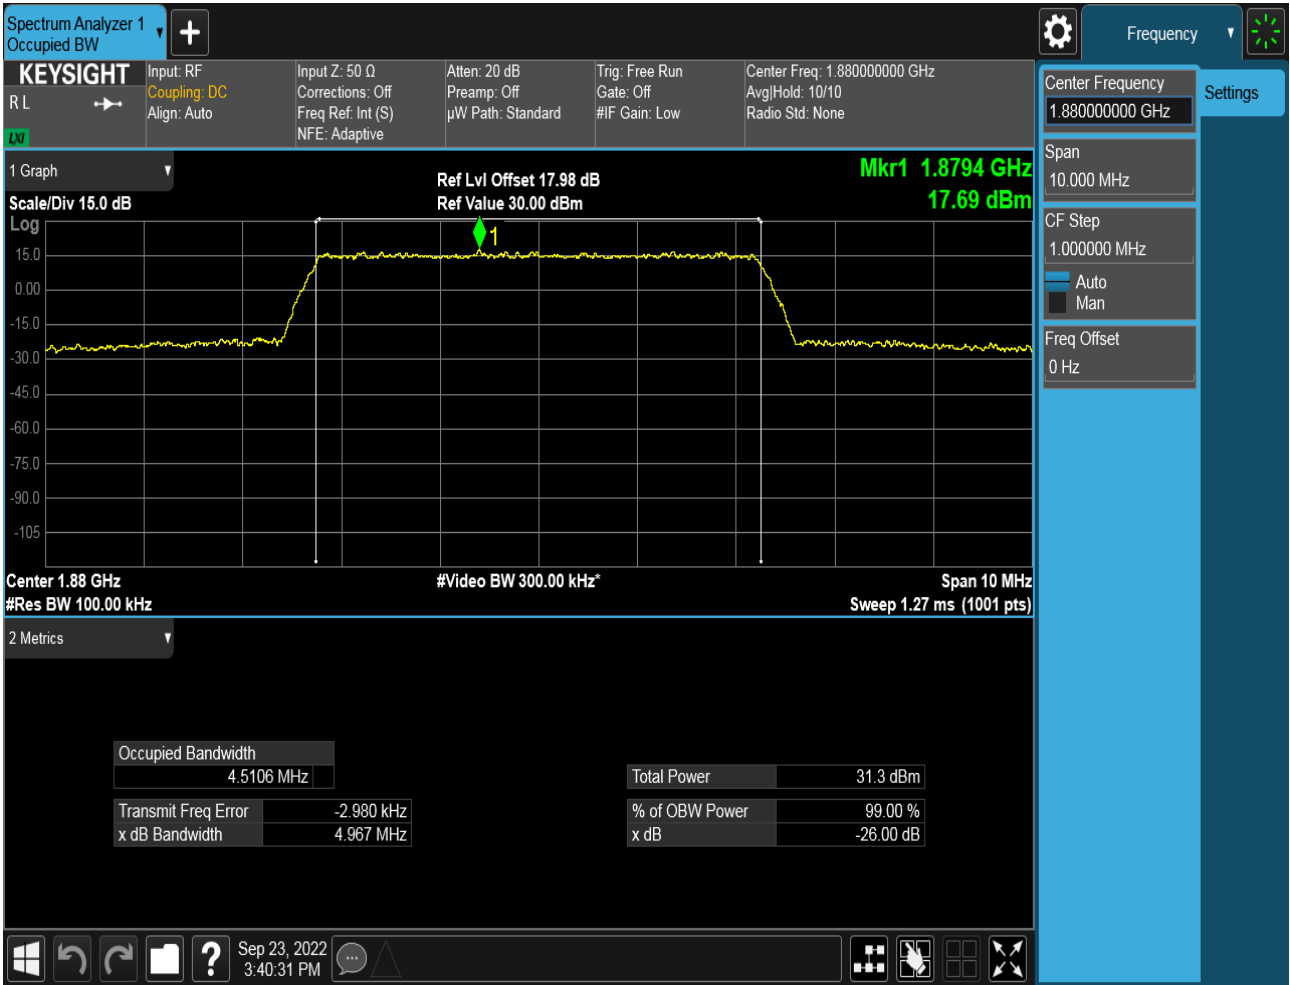 Spectrum Analyzer 1
Occupied BW
Frequency
KEYSIGHT
R L
LXI
Input: RF
Coupling: DC
Align: Auto
Input Z: 50 Ω
Corrections: Off
Freq Ref: Int (S)
NFE: Adaptive
Atten: 20 dB
Preamp: Off
µW Path: Standard
Trig: Free Run
Gate: Off
#IF Gain: Low
Center Freq: 1.880000000 GHz
Avg|Hold: 10/10
Radio Std: None
Center Frequency
1.880000000 GHz
Settings
Span
10.000 MHz
CF Step
1.000000 MHz
Auto
Man
Freq Offset
0 Hz
1 Graph
Scale/Div 15.0 dB
Log
Ref Lvl Offset 17.98 dB
Ref Value 30.00 dBm
Mkr1 1.8794 GHz
17.69 dBm
1
15.0
0.00
-15.0
-30.0
-45.0
-60.0
-75.0
-90.0
-105
Center 1.88 GHz
#Video BW 300.00 kHz*
Span 10 MHz
#Res BW 100.00 kHz
Sweep 1.27 ms (1001 pts)
2 Metrics
Occupied Bandwidth
4.5106 MHz
Total Power 31.3 dBm
Transmit Freq Error -2.980 kHz
% of OBW Power 99.00 %
x dB Bandwidth 4.967 MHz
x dB -26.00 dB
Sep 23, 2022
3:40:31 PM